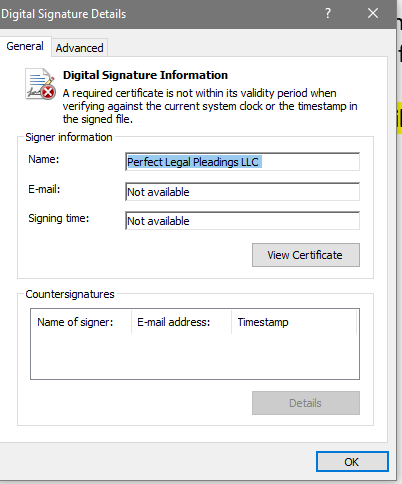 Digital Signature Details
?
General
Advanced
Digital Signature Information
A required certificate is not within its validity period when
verifying against the current system clock or the timestamp in
the signed file.
Signer information
Name:
Perfect Legal Pleadings LLC
E-mail:
Not available
Signing time:
Not available
View Certificate
Countersignatures
Name of signer:
E-mail address:
Timestamp
Details
OK